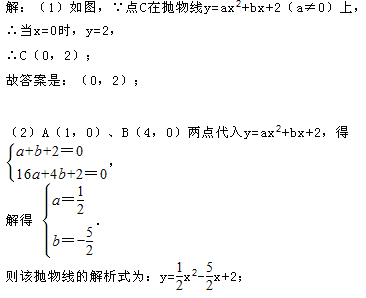 解：（1）如图，∵点C在抛物线y=ax²+bx+2（a≠0）上，
∴当x=0时，y=2，
∴C（0，2）；
故答案是：（0，2）；
（2）A（1，0）、B（4，0）两点代入y=ax²+bx+2，得
{a+b+2=0
16a+4b+2=0，
解得 {a=1/2
b=-5/2．
则该抛物线的解析式为：y=1/2x²-5/2x+2；